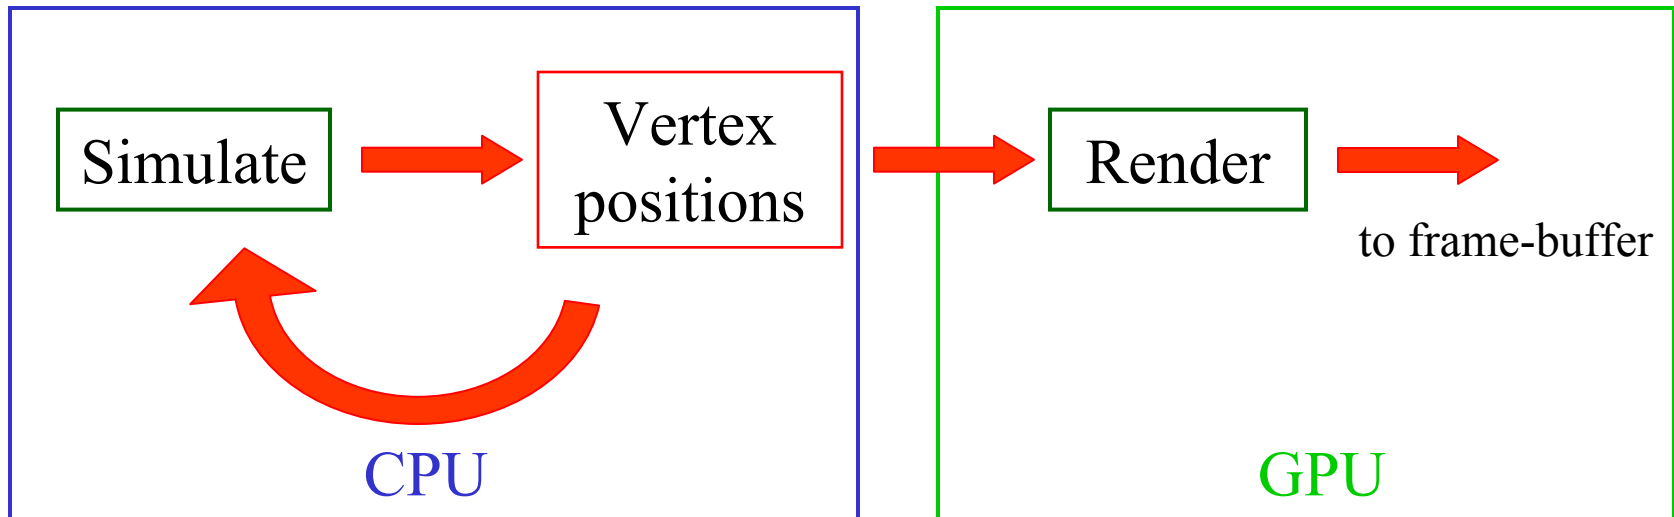 Simulate
Vertex
positions
Render
to frame-buffer
CPU
GPU